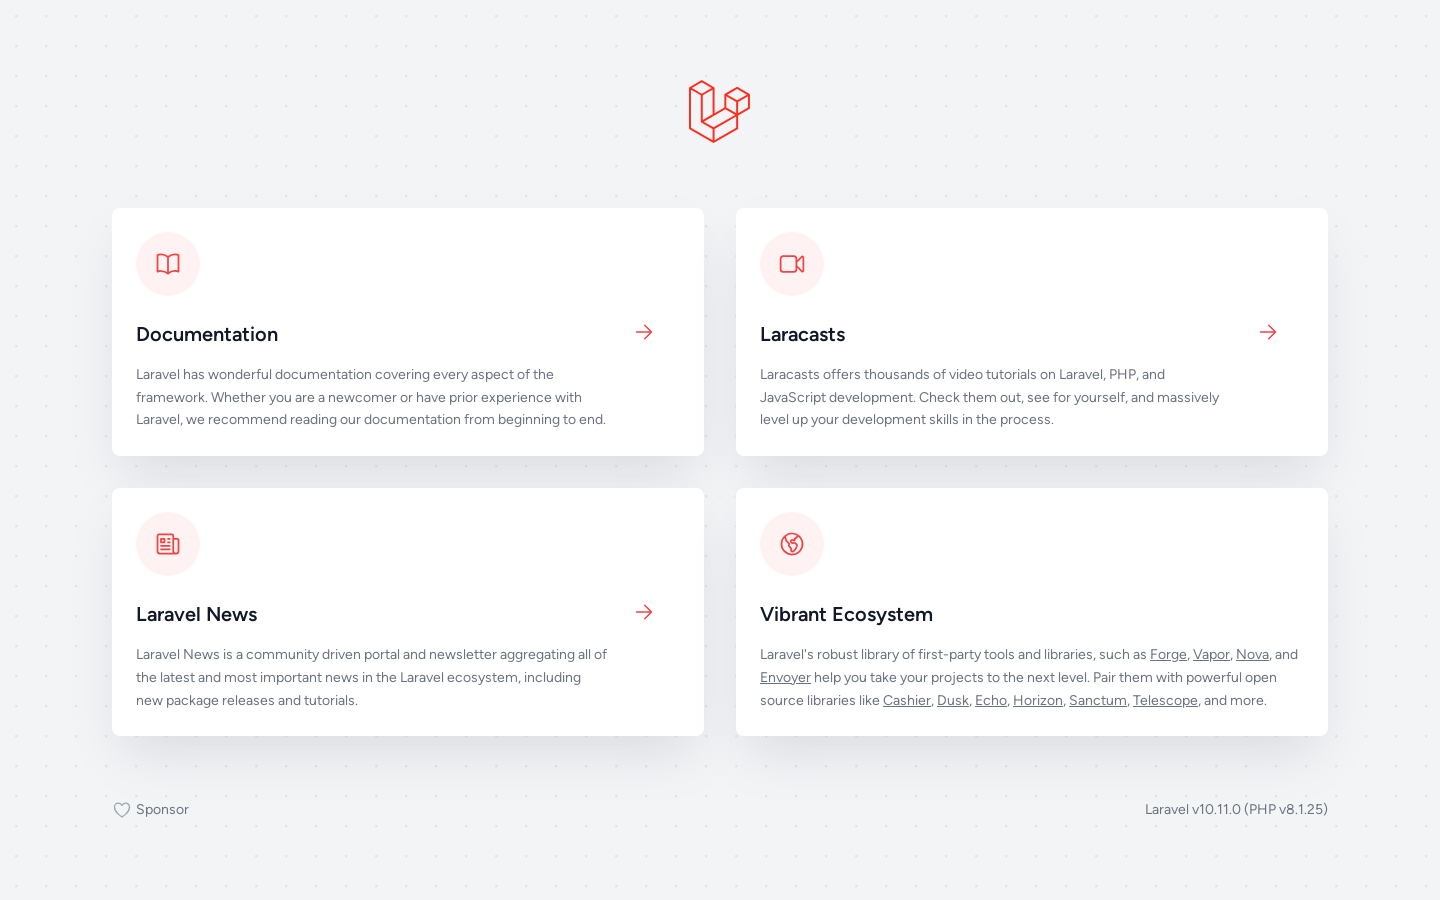 Documentation
Laravel has wonderful documentation covering every aspect of the
framework. Whether you are a newcomer or have prior experience with
Laravel, we recommend reading our documentation from beginning to end.
Laracasts
Laracasts offers thousands of video tutorials on Laravel, PHP, and
JavaScript development. Check them out, see for yourself, and massively
level up your development skills in the process.
Laravel News
Laravel News is a community driven portal and newsletter aggregating all of
the latest and most important news in the Laravel ecosystem, including
new package releases and tutorials.
Vibrant Ecosystem
Laravel's robust library of first-party tools and libraries, such as Forge, Vapor, Nova, and
Envoyer help you take your projects to the next level. Pair them with powerful open
source libraries like Cashier, Dusk, Echo, Horizon, Sanctum, Telescope, and more.
Sponsor
Laravel v10.11.0 (PHP v8.1.25)